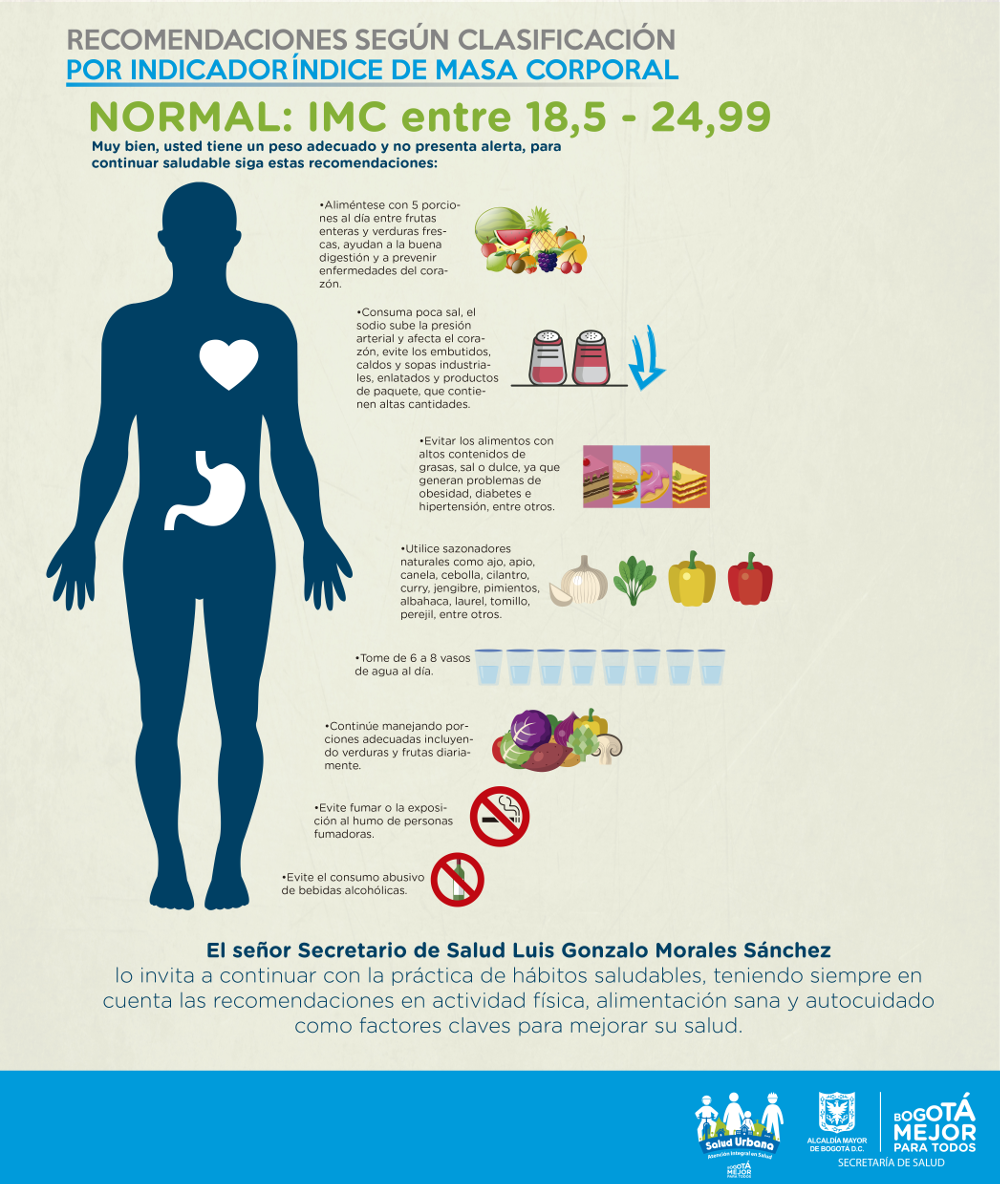 RECOMENDACIONES SEGÚN CLASIFICACIÓN
POR INDICADOR ÍNDICE DE MASA CORPORAL
NORMAL: IMC entre 18,5 - 24,99
Muy bien, usted tiene un peso adecuado y no presenta alerta, para
continuar saludable siga estas recomendaciones:
•Aliméntese con 5 porcio-
nes al día entre frutas
enteras y verduras fres-
cas, ayudan a la buena
digestión y a prevenir
enfermedades del cora-
zón.
•Consuma poca sal, el
sodio sube la presión
arterial y afecta el cora-
zón, evite los embutidos,
caldos y sopas industria-
les, enlatados y productos
de paquete, que contie-
nen altas cantidades.
•Evitar los alimentos con
altos contenidos de
grasas, sal o dulce, ya que
generan problemas de
obesidad, diabetes e
hipertensión, entre otros.
•Utilice sazonadores
naturales como ajo, apio,
canela, cebolla, cilantro,
curry, jengibre, pimientos,
albahaca, laurel, tomillo,
perejil, entre otros.
•Tome de 6 a 8 vasos
de agua al día.
•Continúe manejando por-
ciones adecuadas incluyen-
do verduras y frutas diaria-
mente.
•Evite fumar o la exposi-
ción al humo de personas
fumadoras.
•Evite el consumo abusivo
de bebidas alcohólicas.
El señor Secretario de Salud Luis Gonzalo Morales Sánchez
lo invita a continuar con la práctica de hábitos saludables, teniendo siempre en
cuenta las recomendaciones en actividad física, alimentación sana y autocuidado
como factores claves para mejorar su salud.
Salud Urbana
Atención Integral en Salud
BOGOTÁ
MEJOR
PARA TODOS
ALCALDÍA MAYOR
DE BOGOTÁ D.C.
BOGOTÁ
MEJOR
PARA TODOS
SECRETARÍA DE SALUD